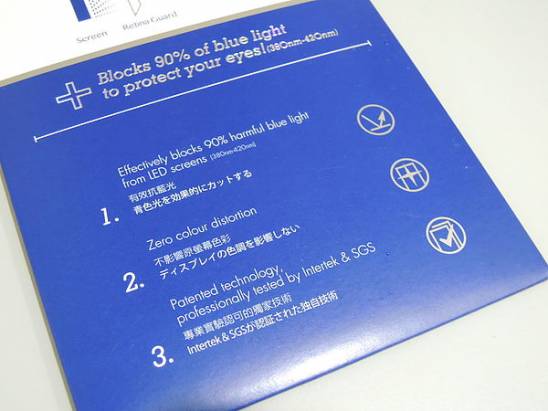 Screen Retina Guard
Blocks 90% of blue light
to protect your eyes! (380nm-420nm)
1. Effectively blocks 90% harmful blue light
from LED screens (380nm-420nm)
有效抗藍光
青色光を効果的にカットする
2. Zero colour distortion
不影響原螢幕色彩
ディスプレイの色調を影響しない
3. Patented technology,
professionally tested by Intertek & SGS
專業實驗認可的獨家技術
Intertek & SGSが認証された独自技術